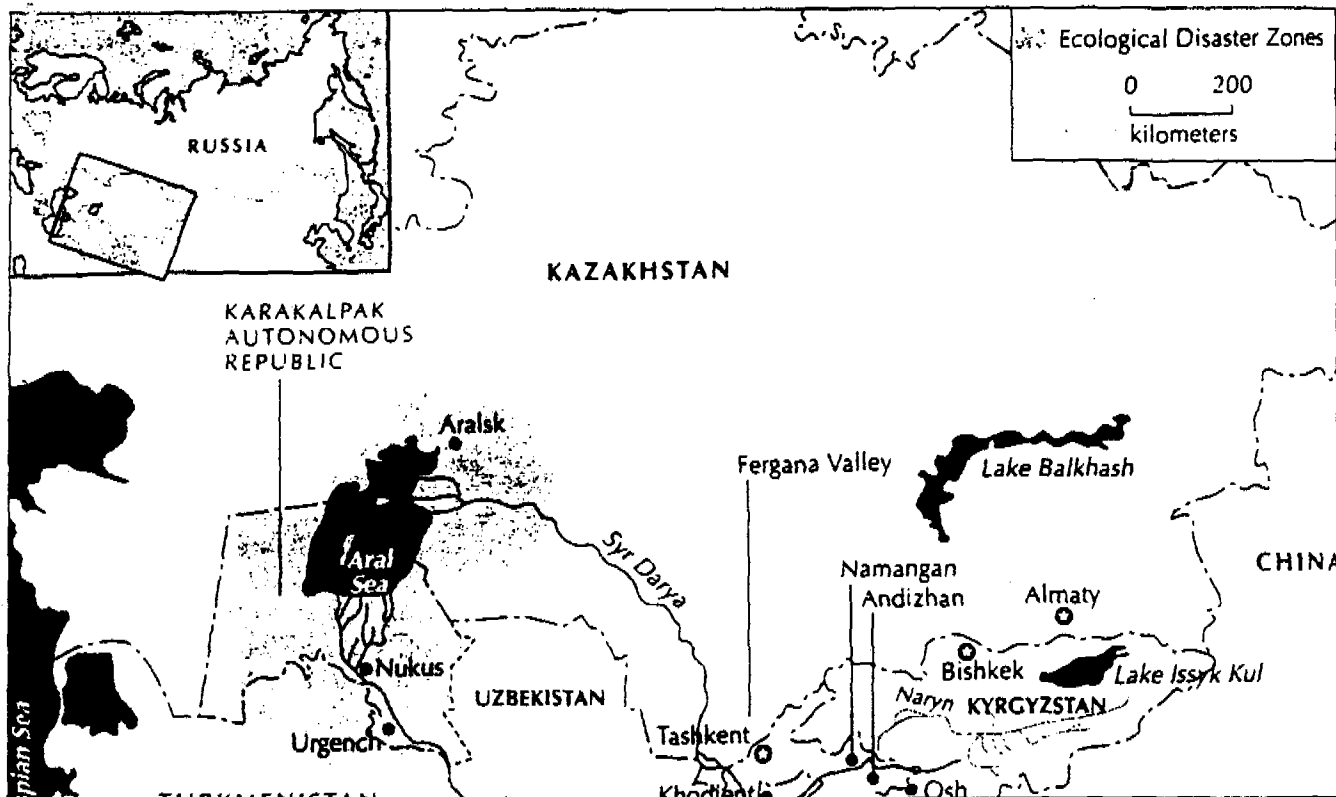 Ecological Disaster Zones
0 200
kilometers
RUSSIA
KAZAKHSTAN
KARAKALPAK
AUTONOMOUS
REPUBLIC
Aralsk
Fergana Valley
Lake Balkhash
Aral
Sea
Syr Darya
Namangan
Andizhan
Almaty
CHINA
Bishkek
Lake Issyk Kul
Nukus
UZBEKISTAN
Naryn
KYRGYZSTAN
Urgench
Tashkent
Sea
Osh